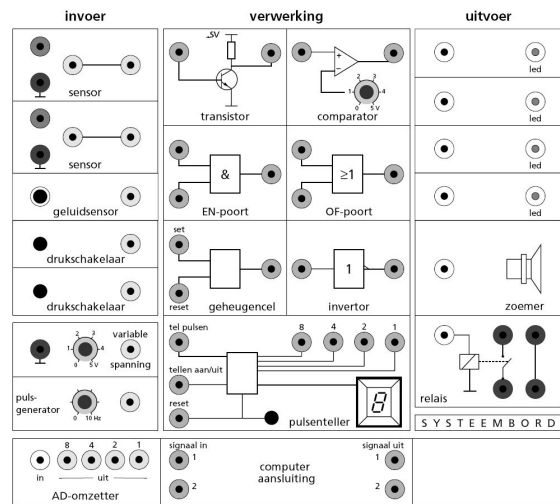 invoer
verwerking
uitvoer
sensor
sensor
geluidsensor
drukschakelaar
drukschakelaar
2 3
1 4
0 5 V
variable
spanning
puls-
generator
0 10 Hz
5V
transistor
+
−
2 3
1 4
0 5 V
comparator
&
EN-poort
≥1
OF-poort
set
reset
geheugencel
1
invertor
tel pulsen
8 4 2 1
tellen aan/uit
reset
8
pulsenteller
led
led
led
led
zoemer
relais
SYSTEEMBORD
8 4 2 1
in uit
AD-omzetter
signaal in
1
2
computer
aansluiting
signaal uit
1
2